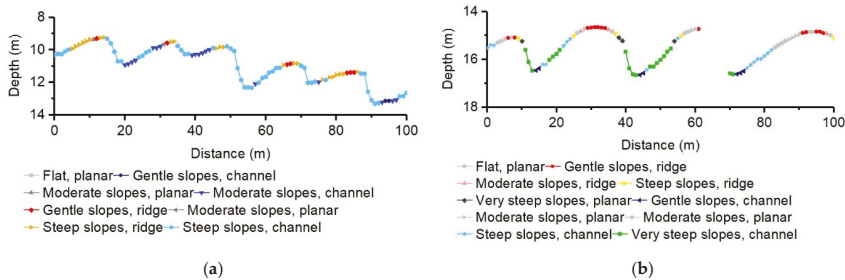 8
10
12
14
Depth (m)
0 20 40 60 80 100
Distance (m)
Flat, planar Gentle slopes, channel
Moderate slopes, planar Moderate slopes, channel
Gentle slopes, ridge Moderate slopes, planar
Steep slopes, ridge Steep slopes, channel
(a)
14
16
18
Depth (m)
0 20 40 60 80 100
Distance (m)
Flat, planar Gentle slopes, ridge
Moderate slopes, ridge Steep slopes, ridge
Very steep slopes, planar Gentle slopes, channel
Moderate slopes, planar Moderate slopes, planar
Steep slopes, channel Very steep slopes, channel
(b)